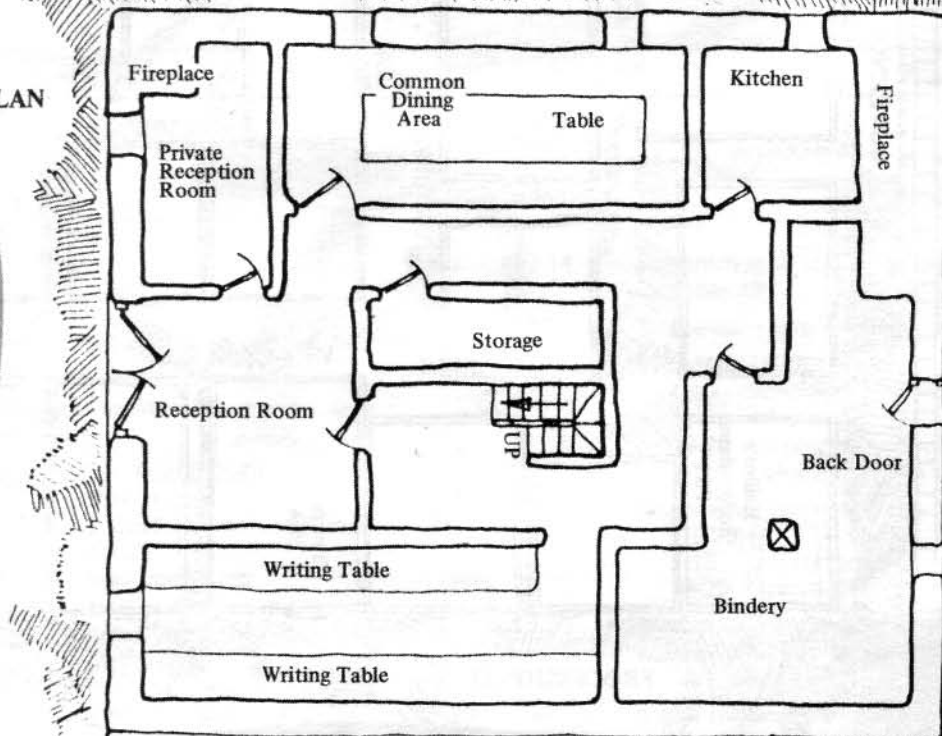 LAN
Fireplace
Common
Dining
Area
Table
Kitchen
Fireplace
Private
Reception
Room
Storage
Reception Room
UP
Back Door
Writing Table
Bindery
Writing Table